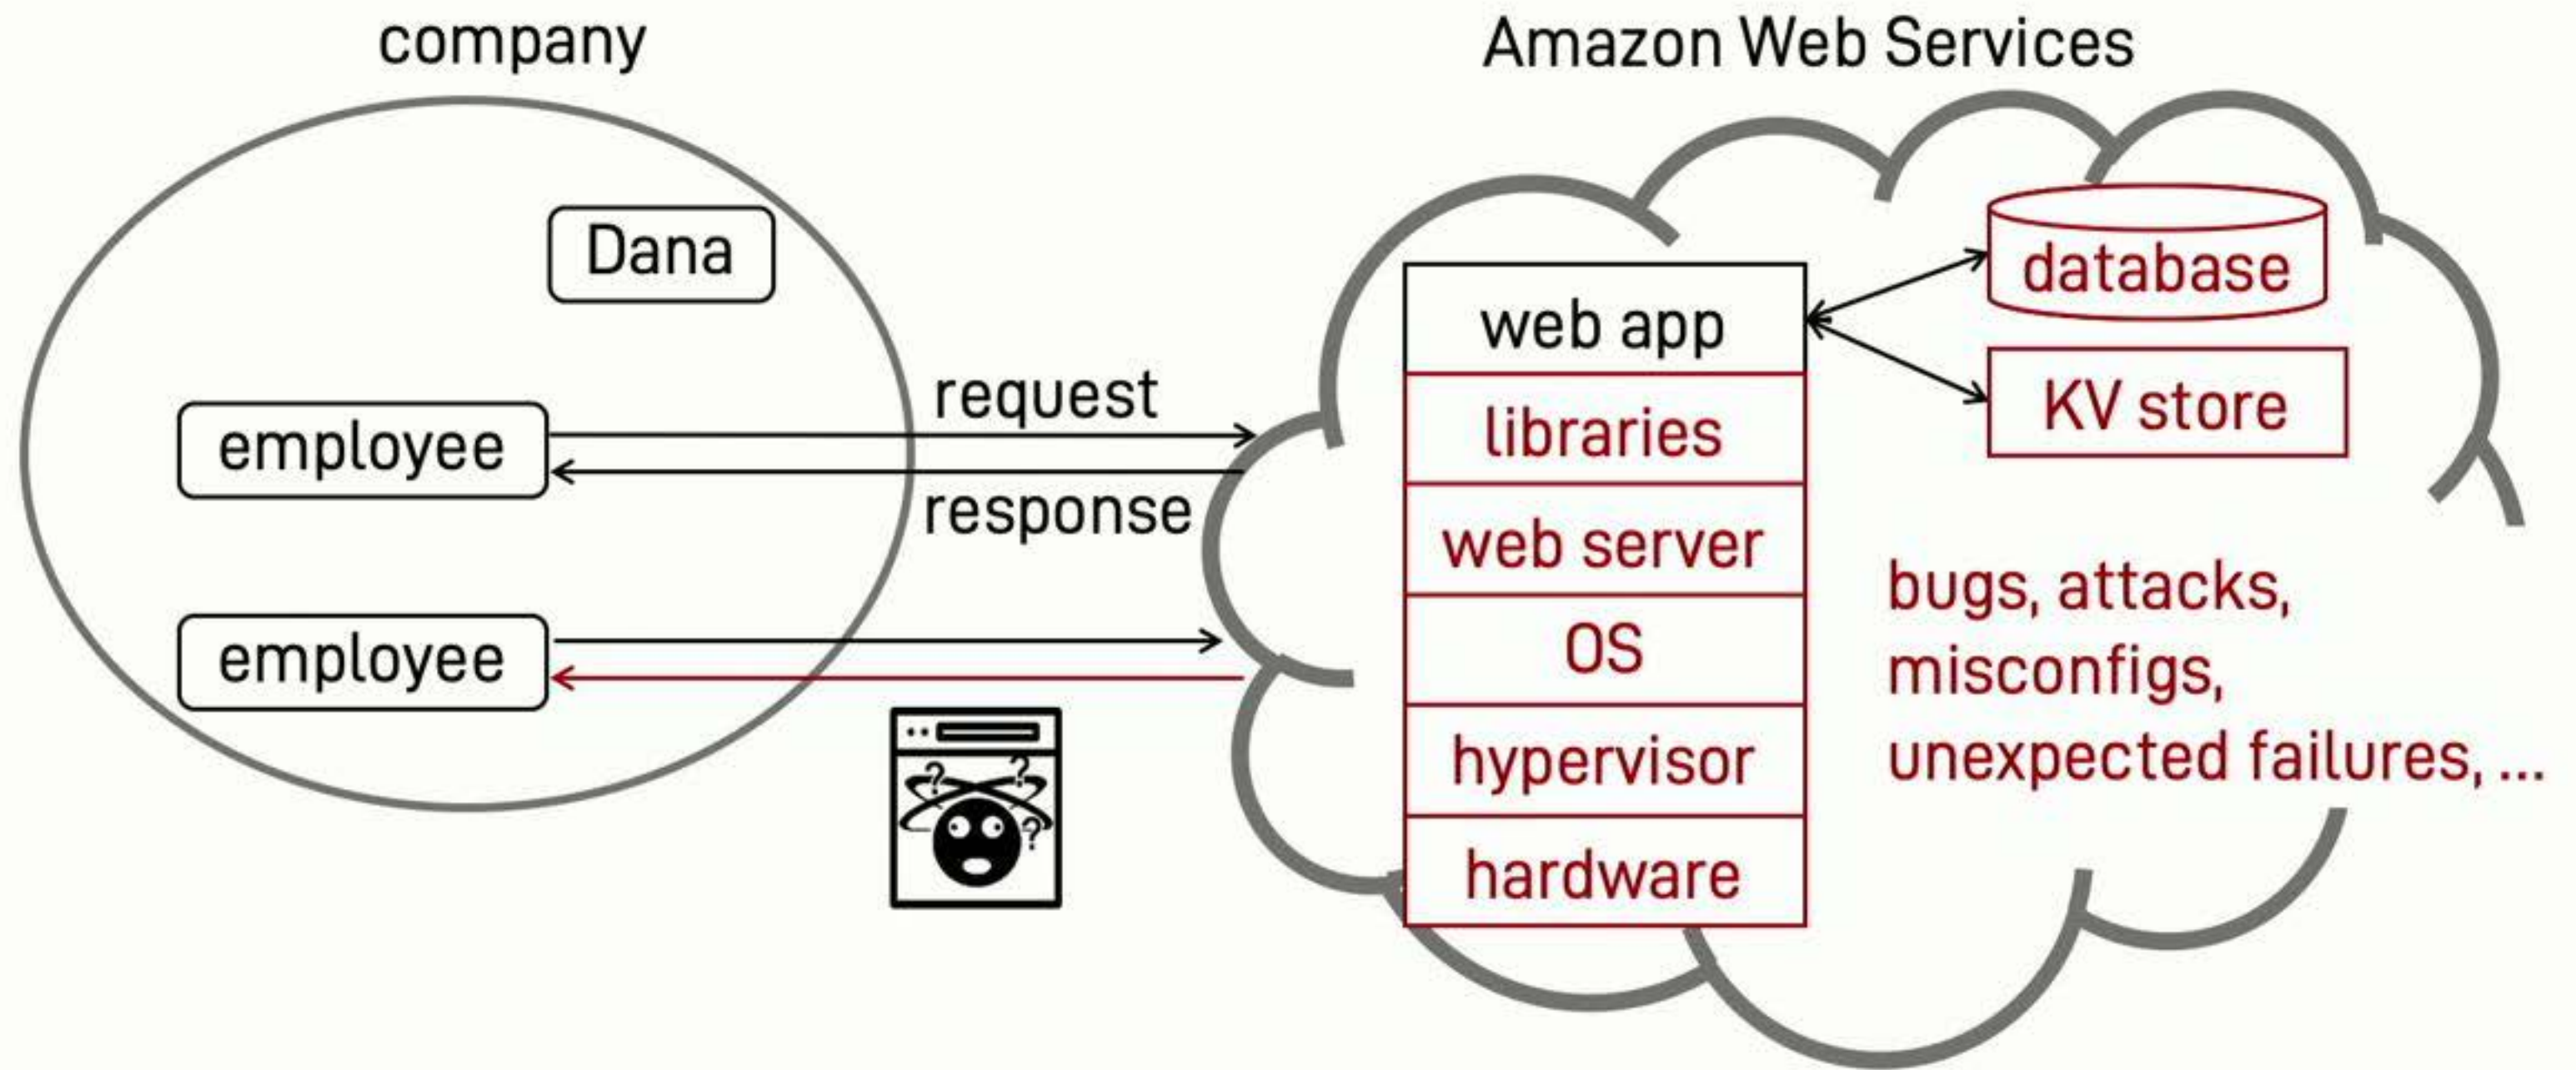 company
Amazon Web Services
Dana
employee
request
response
employee
? ? ?
web app
libraries
web server
OS
hypervisor
hardware
database
KV store
bugs, attacks,
misconfigs,
unexpected failures, ...